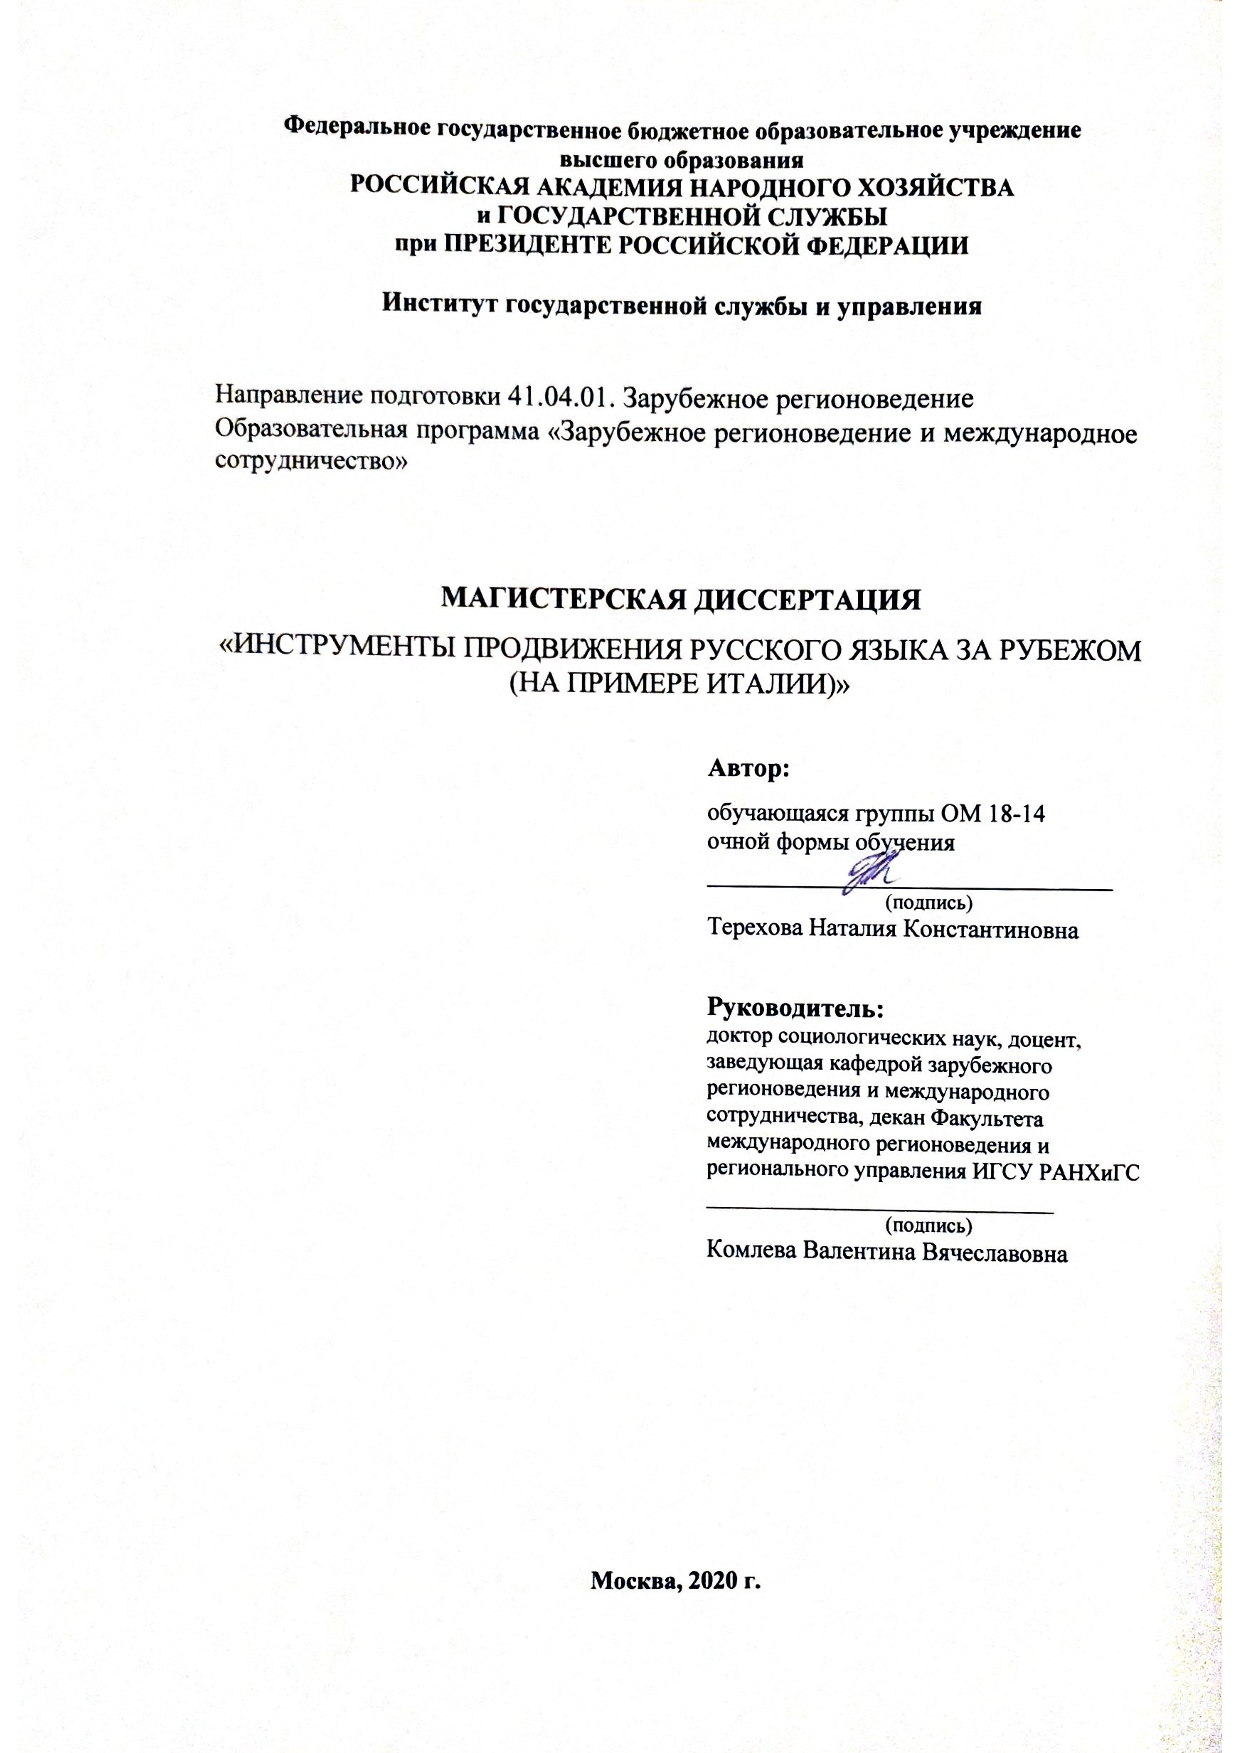 Федеральное государственное бюджетное образовательное учреждение
высшего образования
РОССИЙСКАЯ АКАДЕМИЯ НАРОДНОГО ХОЗЯЙСТВА
и ГОСУДАРСТВЕННОЙ СЛУЖБЫ
при ПРЕЗИДЕНТЕ РОССИЙСКОЙ ФЕДЕРАЦИИ
Институт государственной службы и управления
Направление подготовки 41.04.01. Зарубежное регионоведение
Образовательная программа «Зарубежное регионоведение и международное
сотрудничество»
МАГИСТЕРСКАЯ ДИССЕРТАЦИЯ
«ИНСТРУМЕНТЫ ПРОДВИЖЕНИЯ РУССКОГО ЯЗЫКА ЗА РУБЕЖОМ
(НА ПРИМЕРЕ ИТАЛИИ)»
Автор:
обучающаяся группы ОМ 18-14
очной формы обучения
(подпись)
Терехова Наталия Константиновна
Руководитель:
доктор социологических наук, доцент,
заведующая кафедрой зарубежного
регионоведения и международного
сотрудничества, декан Факультета
международного регионоведения и
регионального управления ИГСУ РАНХиГС
(подпись)
Комлева Валентина Вячеславовна
Москва, 2020 г.